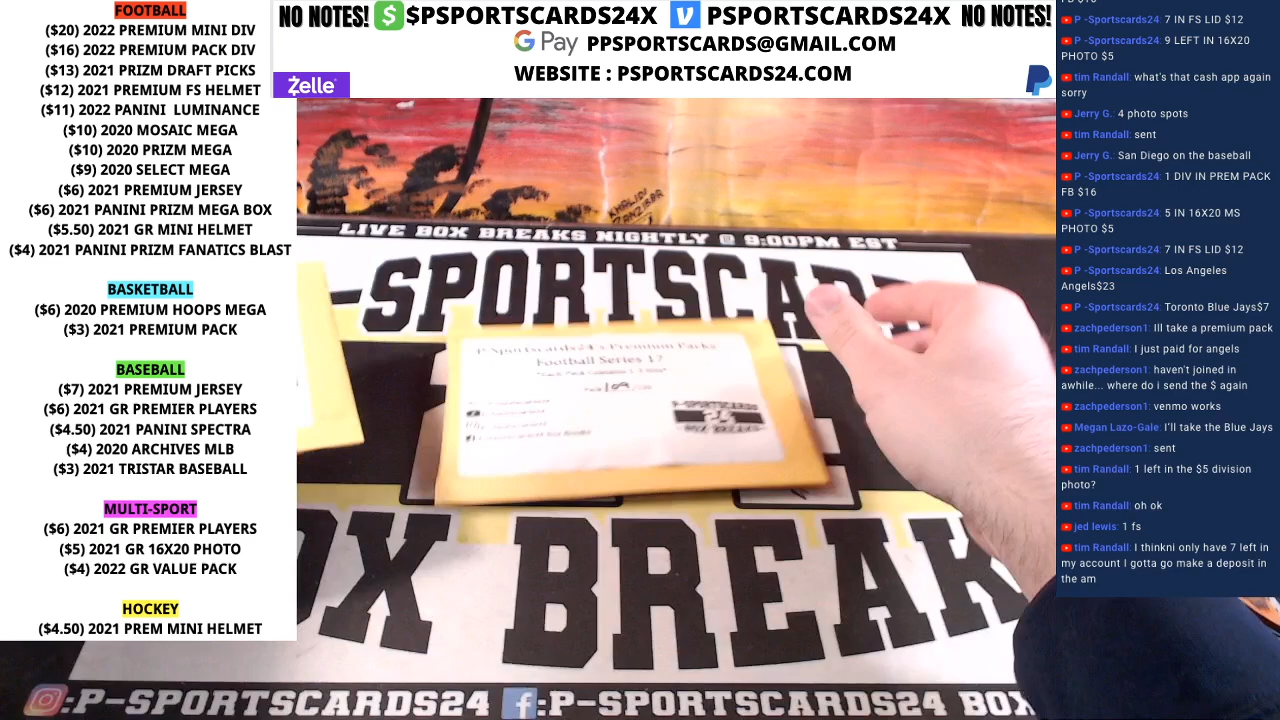 FOOTBALL
($20) 2022 PREMIUM MINI DIV
($16) 2022 PREMIUM PACK DIV
($13) 2021 PRIZM DRAFT PICKS
($12) 2021 PREMIUM FS HELMET
($11) 2022 PANINI LUMINANCE
($10) 2020 MOSAIC MEGA
($10) 2020 PRIZM MEGA
($9) 2020 SELECT MEGA
($6) 2021 PREMIUM JERSEY
($6) 2021 PANINI PRIZM MEGA BOX
($5.50) 2021 GR MINI HELMET
($4) 2021 PANINI PRIZM FANATICS BLAST
BASKETBALL
($6) 2020 PREMIUM HOOPS MEGA
($3) 2021 PREMIUM PACK
BASEBALL
($7) 2021 PREMIUM JERSEY
($6) 2021 GR PREMIER PLAYERS
($4.50) 2021 PANINI SPECTRA
($4) 2020 ARCHIVES MLB
($3) 2021 TRISTAR BASEBALL
MULTI-SPORT
($6) 2021 GR PREMIER PLAYERS
($5) 2021 GR 16X20 PHOTO
($4) 2022 GR VALUE PACK
HOCKEY
($4.50) 2021 PREM MINI HELMET
NO NOTES! $ $PSPORTSCARDS24X V PSPORTSCARDS24X NO NOTES!
G Pay PPSPORTSCARDS@GMAIL.COM
Zelle WEBSITE : PSPORTSCARDS24.COM
KHALIDY
ZANZIBAR
LIVE BOX BREAKS NIGHTLY @ 9:00PM EST
-SPORTSCAR
P-Sportscards24's Premium Packs
Football Series 17
109
P-SPORTSCARDS
24
BOX BREAKS
OX BREAK
:P-SPORTSCARDS24 f:P-SPORTSCARDS24 BOX
P -Sportscards24: 7 IN FS LID $12
P -Sportscards24: 9 LEFT IN 16X20
PHOTO $5
tim Randall: what's that cash app again
sorry
Jerry G.: 4 photo spots
tim Randall: sent
Jerry G.: San Diego on the baseball
P -Sportscards24: 1 DIV IN PREM PACK
FB $16
P -Sportscards24: 5 IN 16X20 MS
PHOTO $5
P -Sportscards24: 7 IN FS LID $12
P -Sportscards24: Los Angeles
Angels$23
P -Sportscards24: Toronto Blue Jays$7
zachpederson1: Ill take a premium pack
tim Randall: I just paid for angels
zachpederson1: haven't joined in
awhile... where do i send the $ again
zachpederson1: venmo works
Megan Lazo-Gale: I'll take the Blue Jays
zachpederson1: sent
tim Randall: 1 left in the $5 division
photo?
tim Randall: oh ok
jed lewis: 1 fs
tim Randall: I thinkni only have 7 left in
my account I gotta go make a deposit in
the am